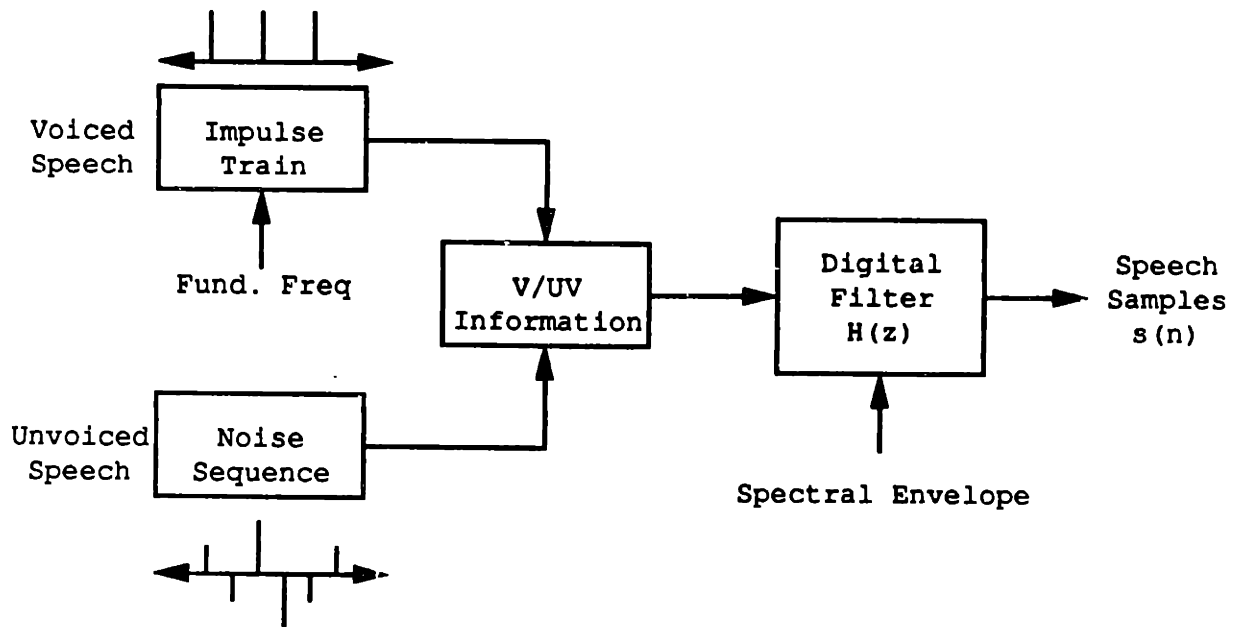 Voiced
Speech
Impulse
Train
Fund. Freq
V/UV
Information
Digital
Filter
H(z)
Speech
Samples
s(n)
Unvoiced
Speech
Noise
Sequence
Spectral Envelope